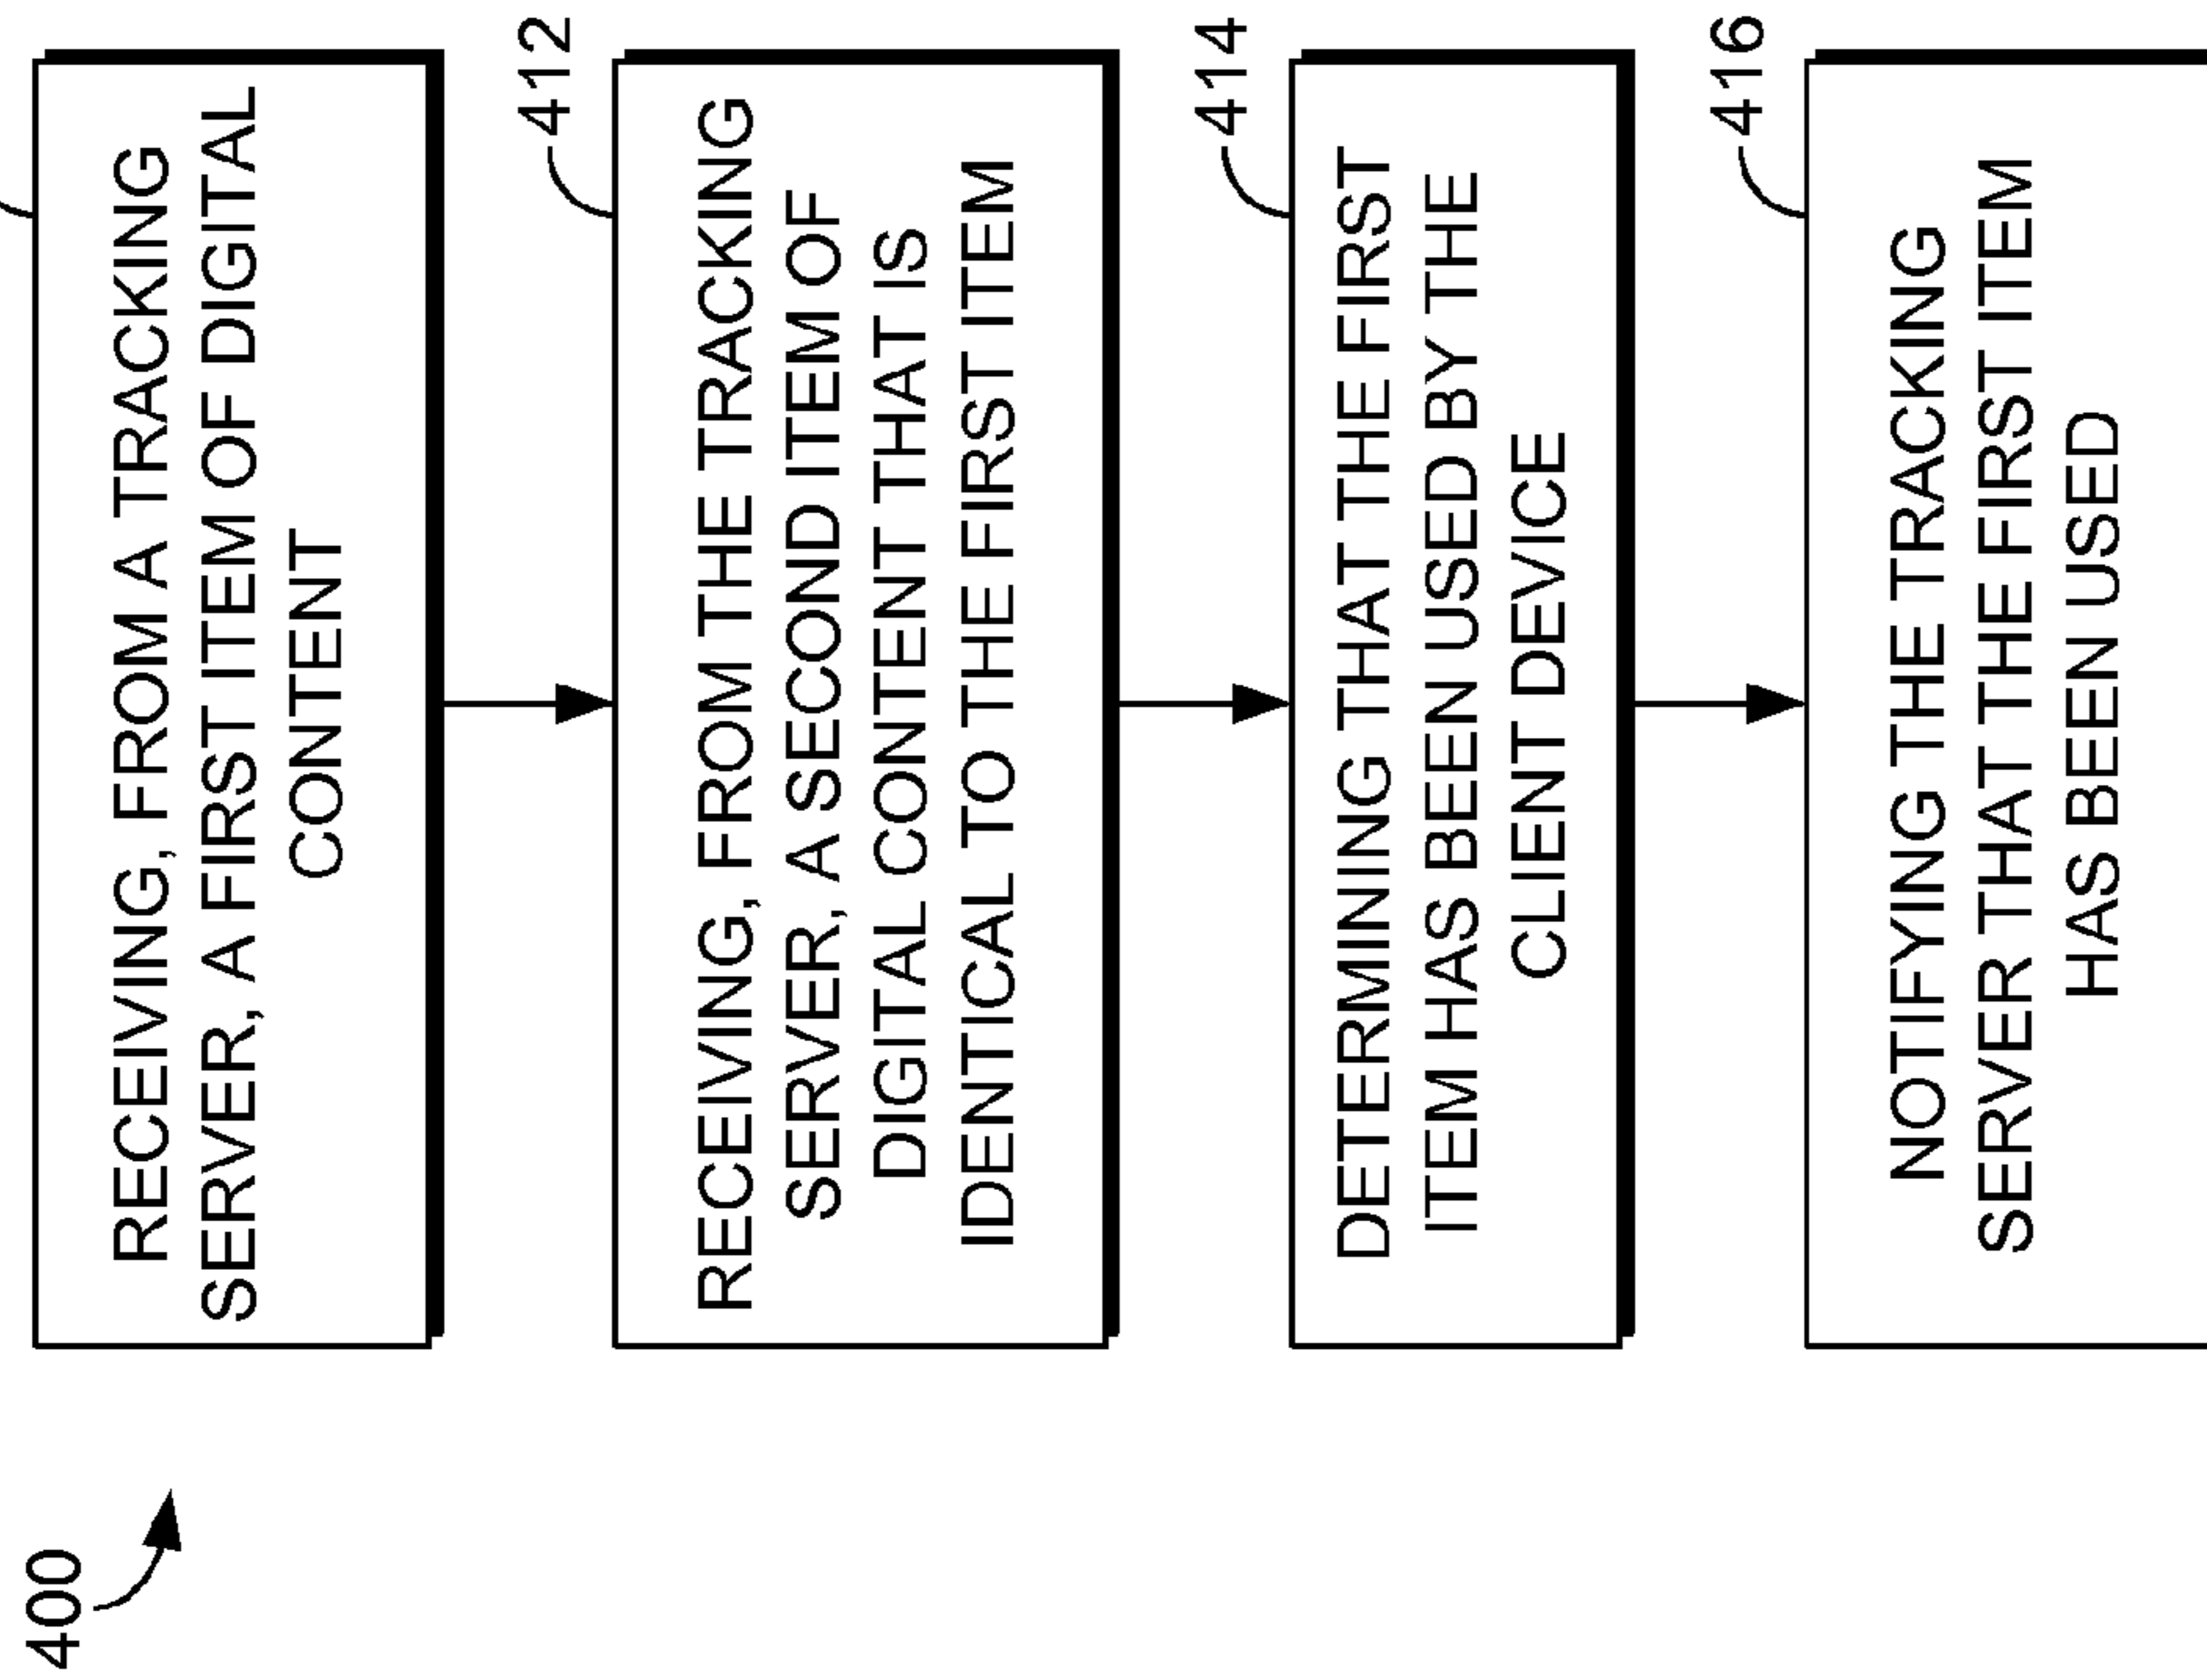 400
RECEIVING, FROM A TRACKING
SERVER, A FIRST ITEM OF DIGITAL
CONTENT
412
RECEIVING, FROM THE TRACKING
SERVER, A SECOND ITEM OF
DIGITAL CONTENT THAT IS
IDENTICAL TO THE FIRST ITEM
414
DETERMINING THAT THE FIRST
ITEM HAS BEEN USED BY THE
CLIENT DEVICE
416
NOTIFYING THE TRACKING
SERVER THAT THE FIRST ITEM
HAS BEEN USED